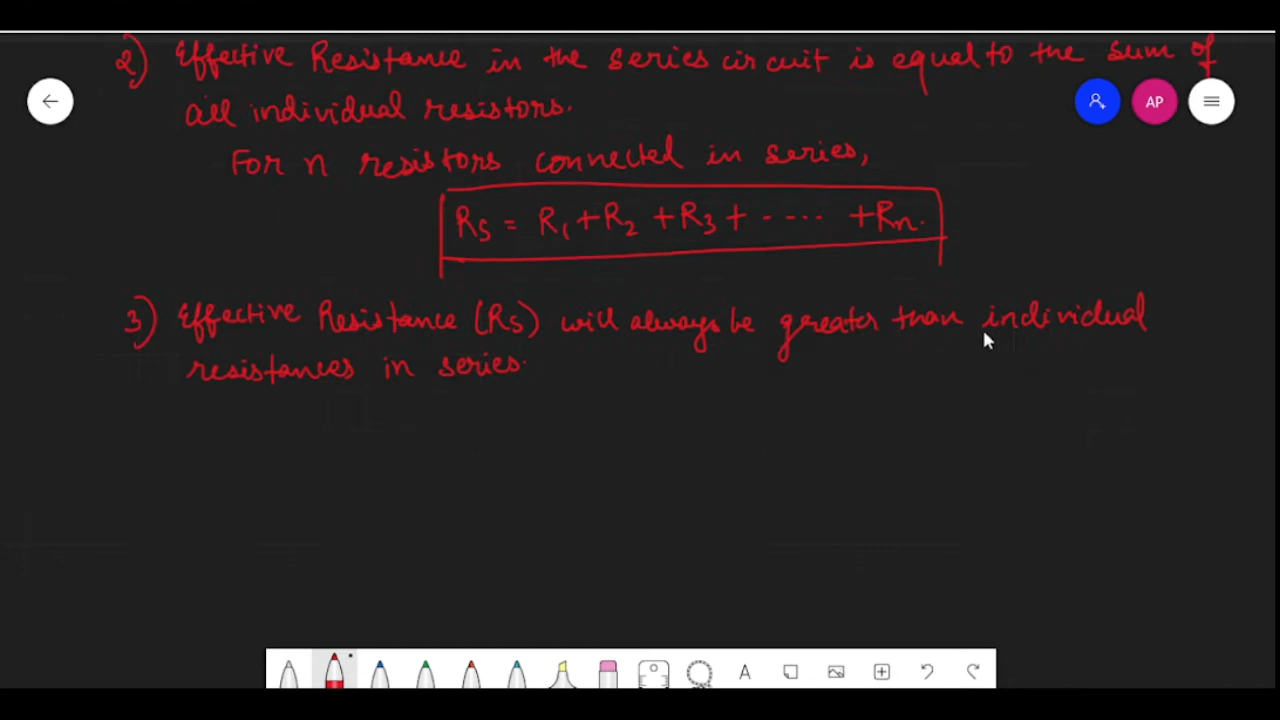 2) Effective Resistance in the series circuit is equal to the sum of
all individual resistors.
For n resistors connected in series,
Rs = R1 + R2 + R3 + ..... + Rn.
3) Effective Resistance (Rs) will always be greater than individual
resistances in series.
AP
A